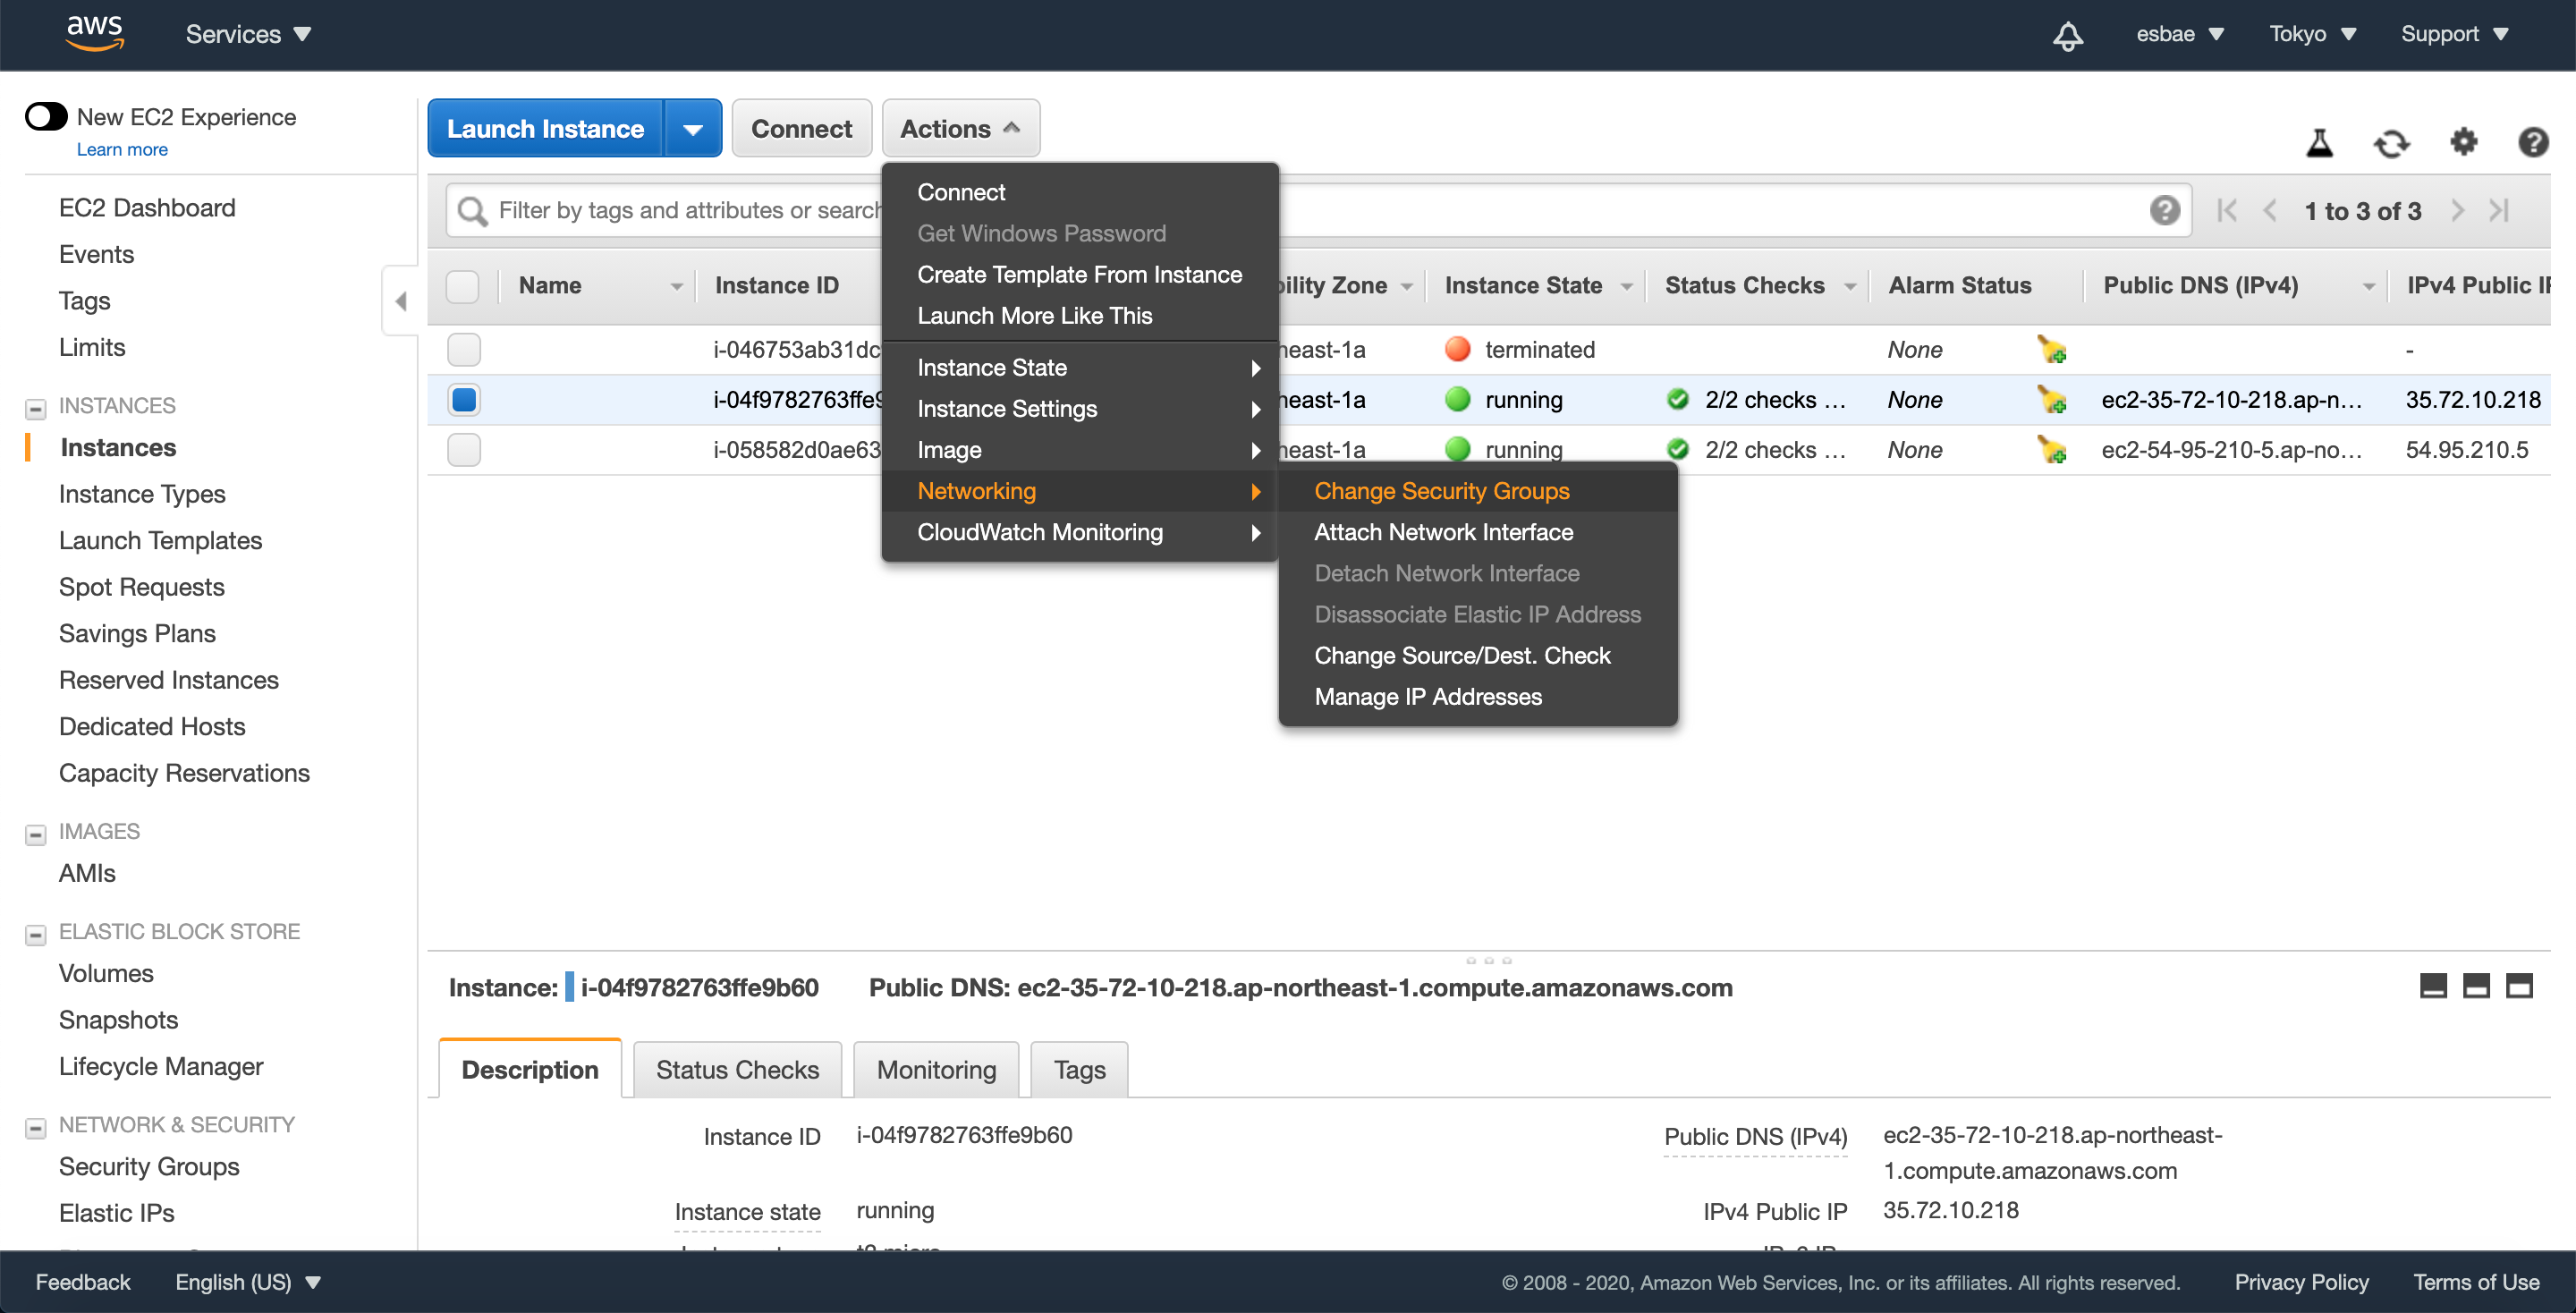 aws
Services
esbae
Tokyo
Support
New EC2 Experience
Learn more
EC2 Dashboard
Events
Tags
Limits
INSTANCES
Instances
Instance Types
Launch Templates
Spot Requests
Savings Plans
Reserved Instances
Dedicated Hosts
Capacity Reservations
IMAGES
AMIs
ELASTIC BLOCK STORE
Volumes
Snapshots
Lifecycle Manager
NETWORK & SECURITY
Security Groups
Elastic IPs
Launch Instance
Connect
Actions
Filter by tags and attributes or search
1 to 3 of 3
Name
Instance ID
bility Zone
Instance State
Status Checks
Alarm Status
Public DNS (IPv4)
IPv4 Public IP
i-046753ab31dc
neast-1a
terminated
None
-
i-04f9782763ffe9
neast-1a
running
2/2 checks ...
None
ec2-35-72-10-218.ap-n...
35.72.10.218
i-058582d0ae63
neast-1a
running
2/2 checks ...
None
ec2-54-95-210-5.ap-no...
54.95.210.5
Connect
Get Windows Password
Create Template From Instance
Launch More Like This
Instance State
Instance Settings
Image
Networking
CloudWatch Monitoring
Change Security Groups
Attach Network Interface
Detach Network Interface
Disassociate Elastic IP Address
Change Source/Dest. Check
Manage IP Addresses
Instance: i-04f9782763ffe9b60
Public DNS: ec2-35-72-10-218.ap-northeast-1.compute.amazonaws.com
Description
Status Checks
Monitoring
Tags
Instance ID
i-04f9782763ffe9b60
Public DNS (IPv4)
ec2-35-72-10-218.ap-northeast-
1.compute.amazonaws.com
Instance state
running
IPv4 Public IP
35.72.10.218
Feedback
English (US)
© 2008 - 2020, Amazon Web Services, Inc. or its affiliates. All rights reserved.
Privacy Policy
Terms of Use